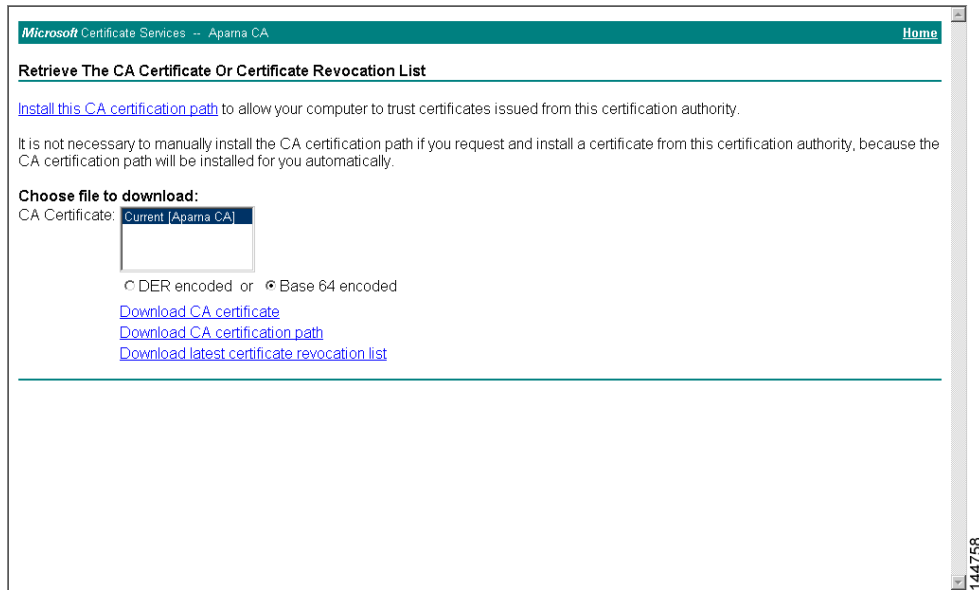 Microsoft Certificate Services -- Aparna CA Home
Retrieve The CA Certificate Or Certificate Revocation List
Install this CA certification path to allow your computer to trust certificates issued from this certification authority.
It is not necessary to manually install the CA certification path if you request and install a certificate from this certification authority, because the
CA certification path will be installed for you automatically.
Choose file to download:
CA Certificate: Current [Aparna CA]
DER encoded or Base 64 encoded
Download CA certificate
Download CA certification path
Download latest certificate revocation list
144758